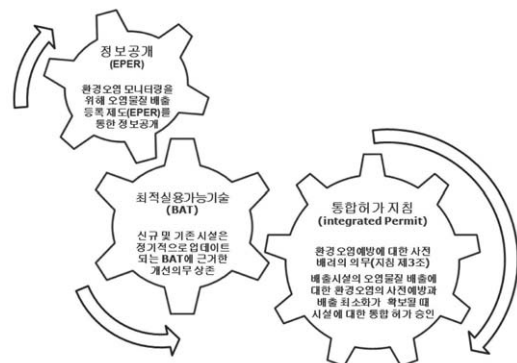 정보공개
(EPER)
환경오염 모니터링을
위해 오염물질 배출
등록 제도(EPER)를
통한 정보공개
최적실용가능기술
(BAT)
신규 및 기존 시설은
정기적으로 업데이트
되는 BAT에 근거한
개선의무 상존
통합허가 지침
(integrated Permit)
환경오염예방에 대한 사전
배려의 의무(지침 제3조)
배출시설의 오염물질 배출에
대한 환경오염의 사전예방과
배출 최소화가 확보될 때
시설에 대한 통합 허가 승인